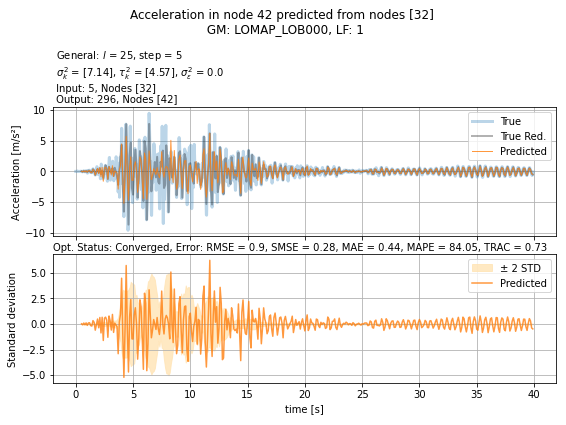 Acceleration in node 42 predicted from nodes [32]
GM: LOMAP_LOB000, LF: 1
General: l = 25, step = 5
σ²ₖ = [7.14], τ²ₖ = [4.57], σ²ε = 0.0
Input: 5, Nodes [32]
Output: 296, Nodes [42]
Acceleration [m/s²]
10
5
0
−5
−10
True
True Red.
Predicted
Opt. Status: Converged, Error: RMSE = 0.9, SMSE = 0.28, MAE = 0.44, MAPE = 84.05, TRAC = 0.73
Standard deviation
5.0
2.5
0.0
−2.5
−5.0
± 2 STD
Predicted
0 5 10 15 20 25 30 35 40
time [s]